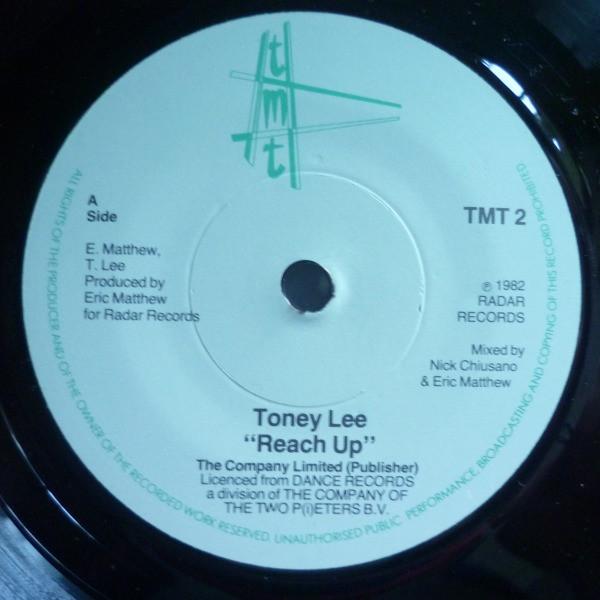 tmt
A
Side
TMT 2
E. Matthew,
T. Lee
Produced by
Eric Matthew
for Radar Records
℗ 1982
RADAR
RECORDS
Mixed by
Nick Chiusano
& Eric Matthew
Toney Lee
“Reach Up”
The Company Limited (Publisher)
Licenced from DANCE RECORDS
a division of THE COMPANY OF
THE TWO P(i)ETERS B.V.
ALL RIGHTS OF THE PRODUCER AND OF THE OWNER OF THE RECORDED WORK RESERVED. UNAUTHORISED PUBLIC PERFORMANCE, BROADCASTING AND COPYING OF THIS RECORD PROHIBITED